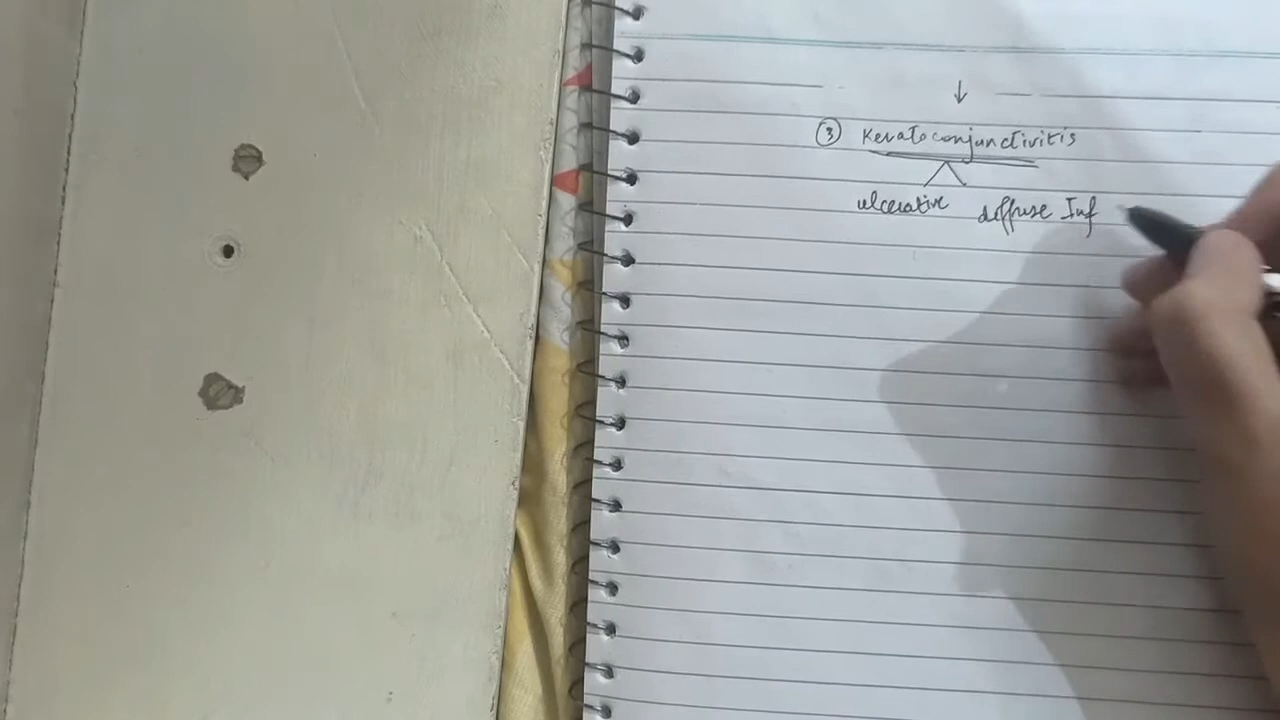 ↓
③ Keratoconjunctivitis
ulcerative diffuse Inf